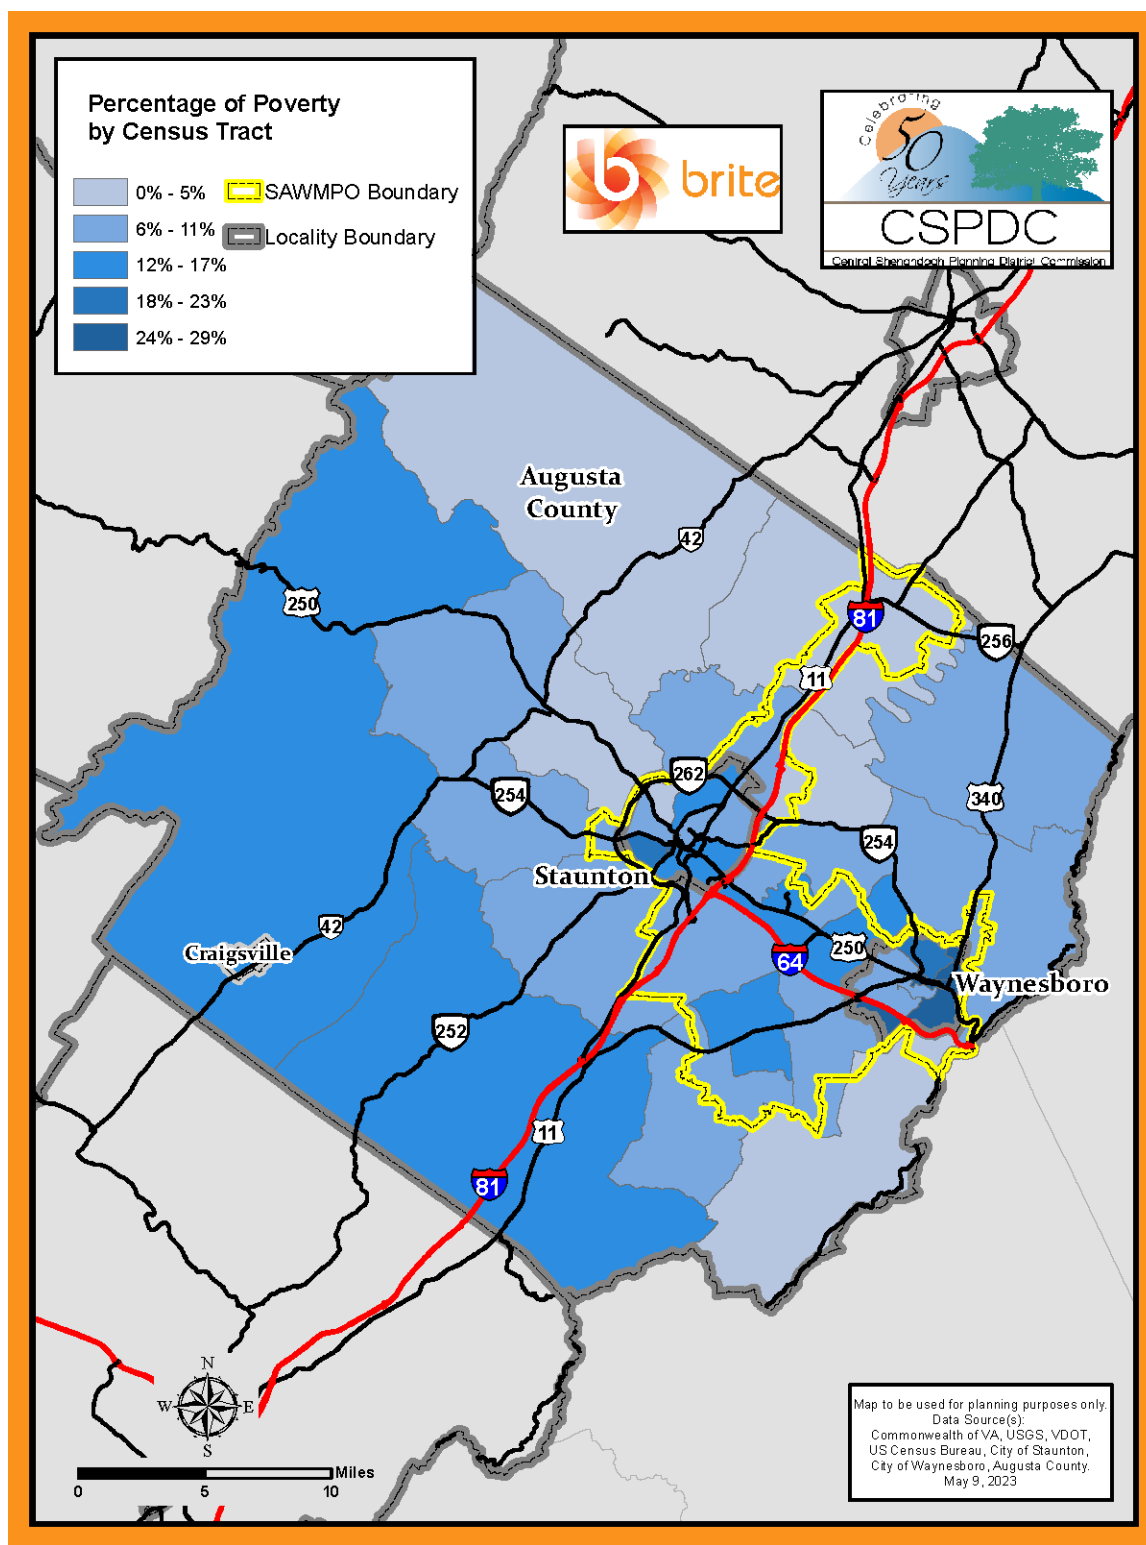 Percentage of Poverty
by Census Tract
0% - 5%
6% - 11%
12% - 17%
18% - 23%
24% - 29%
SAWMPO Boundary
Locality Boundary
brite
Celebrating
50
Years
CSPDC
Central Shenandoah Planning District Commission
Augusta
County
42
250
81
256
11
262
254
340
254
Staunton
42
Craigsville
250
64
Waynesboro
252
11
81
N
W
E
S
Miles
0
5
10
Map to be used for planning purposes only.
Data Source(s):
Commonwealth of VA, USGS, VDOT,
US Census Bureau, City of Staunton,
City of Waynesboro, Augusta County.
May 9, 2023